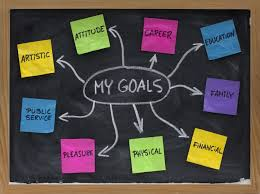 ATTITUDE
CAREER
EDUCATION
ARTISTIC
MY GOALS
FAMILY
PUBLIC
SERVICE
PLEASURE
PHYSICAL
FINANCIAL